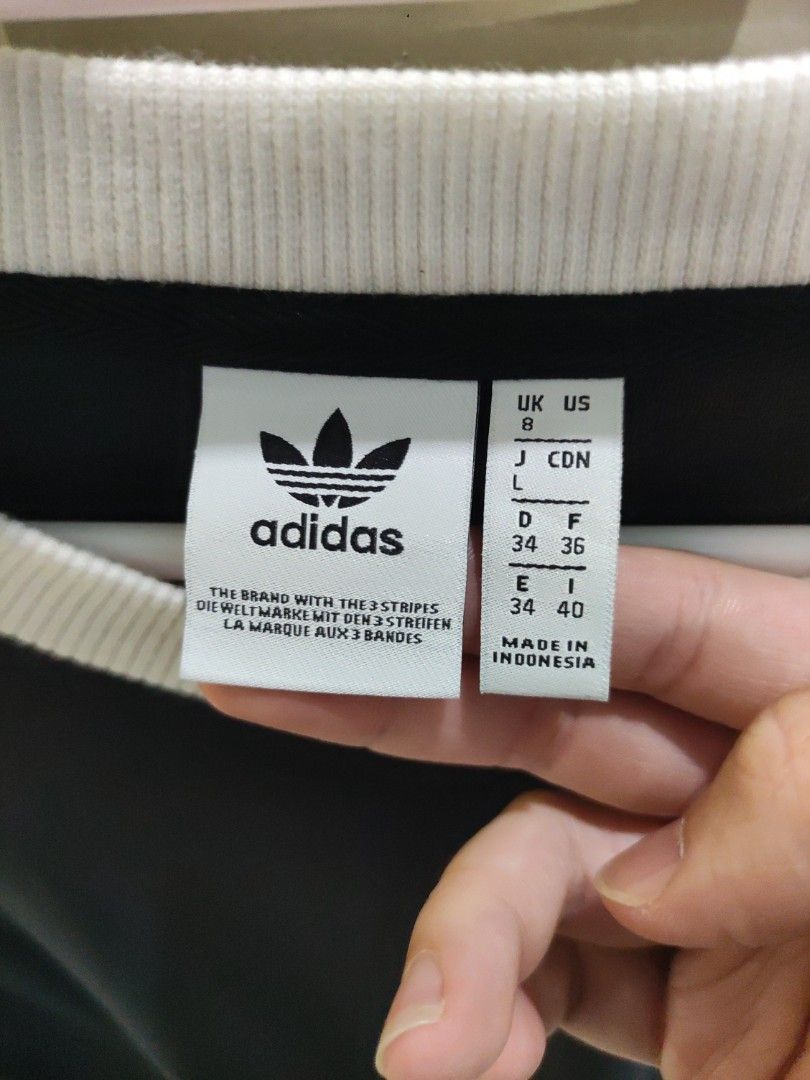 adidas
THE BRAND WITH THE 3 STRIPES
DIE WELTMARKE MIT DEN 3 STREIFEN
LA MARQUE AUX 3 BANDES
UK US
8
J CDN
L
D F
34 36
E I
34 40
MADE IN
INDONESIA